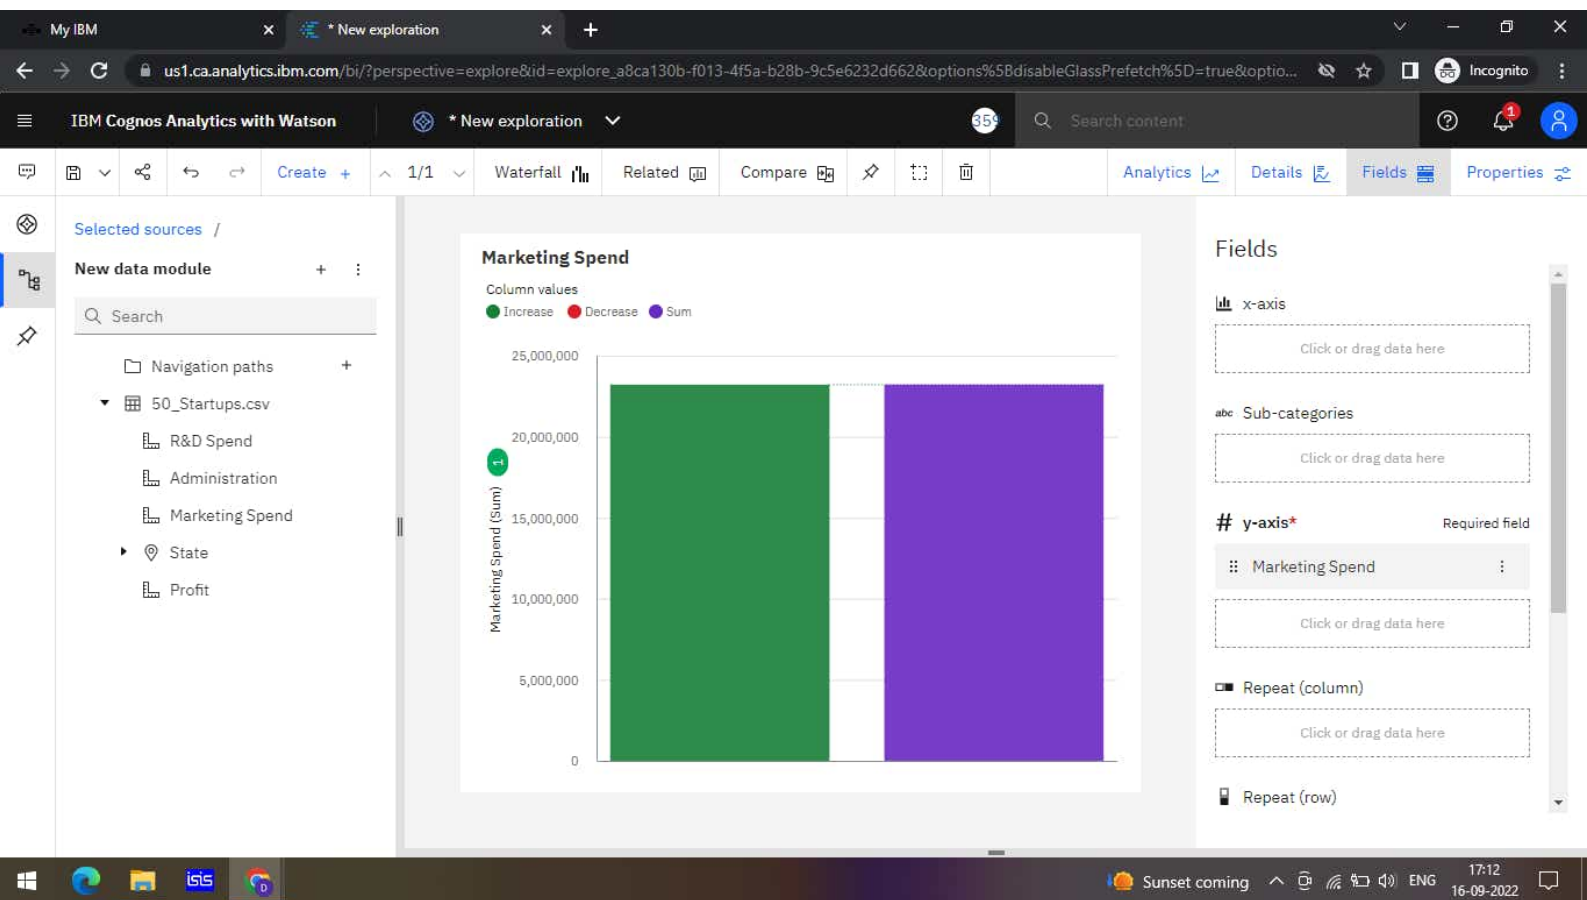 My IBM
* New exploration
us1.ca.analytics.ibm.com/bi/?perspective=explore&id=explore_a8ca130b-f013-4f5a-b28b-9c5e6232d662&options%5BdisableGlassPrefetch%5D=true&optio...
Incognito
IBM Cognos Analytics with Watson
* New exploration
359
Search content
1
Create +
1/1
Waterfall
Related
Compare
Analytics
Details
Fields
Properties
Selected sources /
New data module
Search
Navigation paths
50_Startups.csv
R&D Spend
Administration
Marketing Spend
State
Profit
Marketing Spend
Column values
Increase
Decrease
Sum
25,000,000
20,000,000
15,000,000
10,000,000
5,000,000
0
Marketing Spend (Sum)
1
Fields
x-axis
Click or drag data here
abc Sub-categories
Click or drag data here
# y-axis*
Required field
Marketing Spend
Click or drag data here
Repeat (column)
Click or drag data here
Repeat (row)
isis
D
Sunset coming
ENG
17:12
16-09-2022